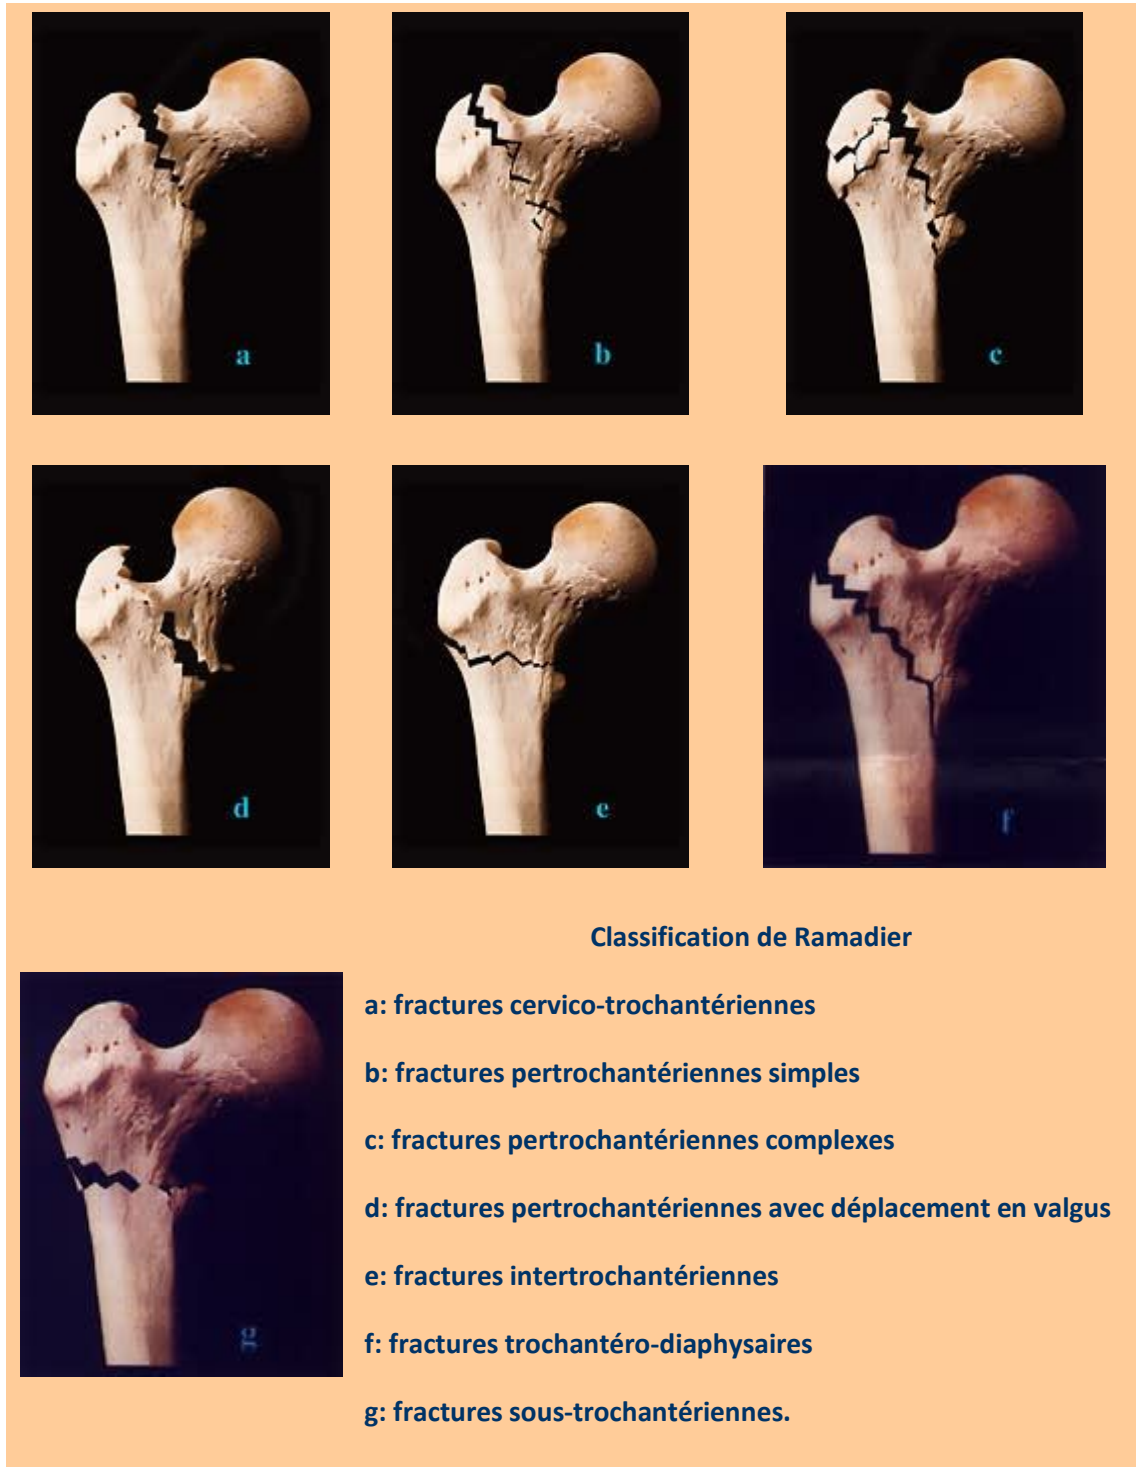 a
b
c
d
e
f
Classification de Ramadier
a: fractures cervico-trochantériennes
b: fractures pertrochantériennes simples
c: fractures pertrochantériennes complexes
d: fractures pertrochantériennes avec déplacement en valgus
e: fractures intertrochantériennes
f: fractures trochantéro-diaphysaires
g
g: fractures sous-trochantériennes.